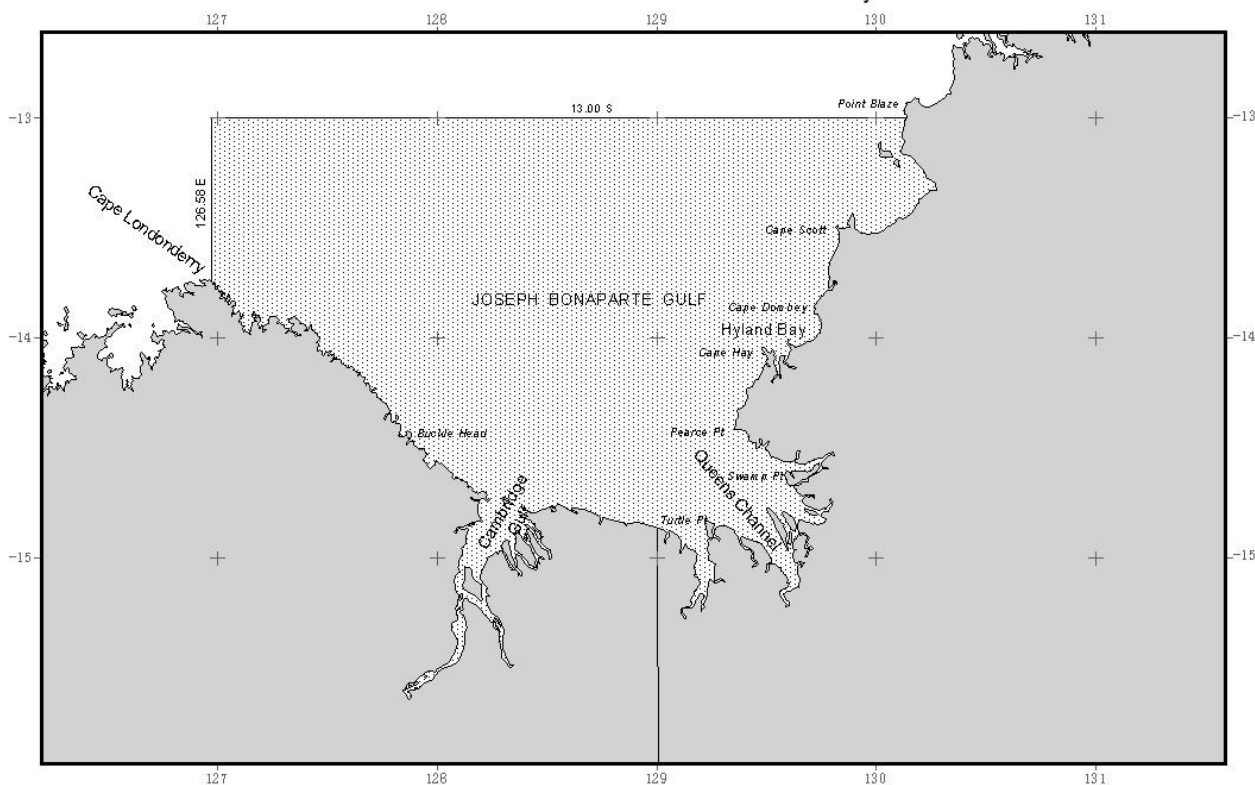 127 128 129 130 131
Point Blaze
13.00 S
-13 -13
126.58 E
Cape Londonderry
Cape Scott
JOSEPH BONAPARTE GULF
Cape Dombey
Hyland Bay
-14 -14
Cape Hay
Buckle Head
Pearce Pt
Queens Channel
Swamp Pt
Cambridge
Gulf
Turtle Pt
-15 -15
127 128 129 130 131